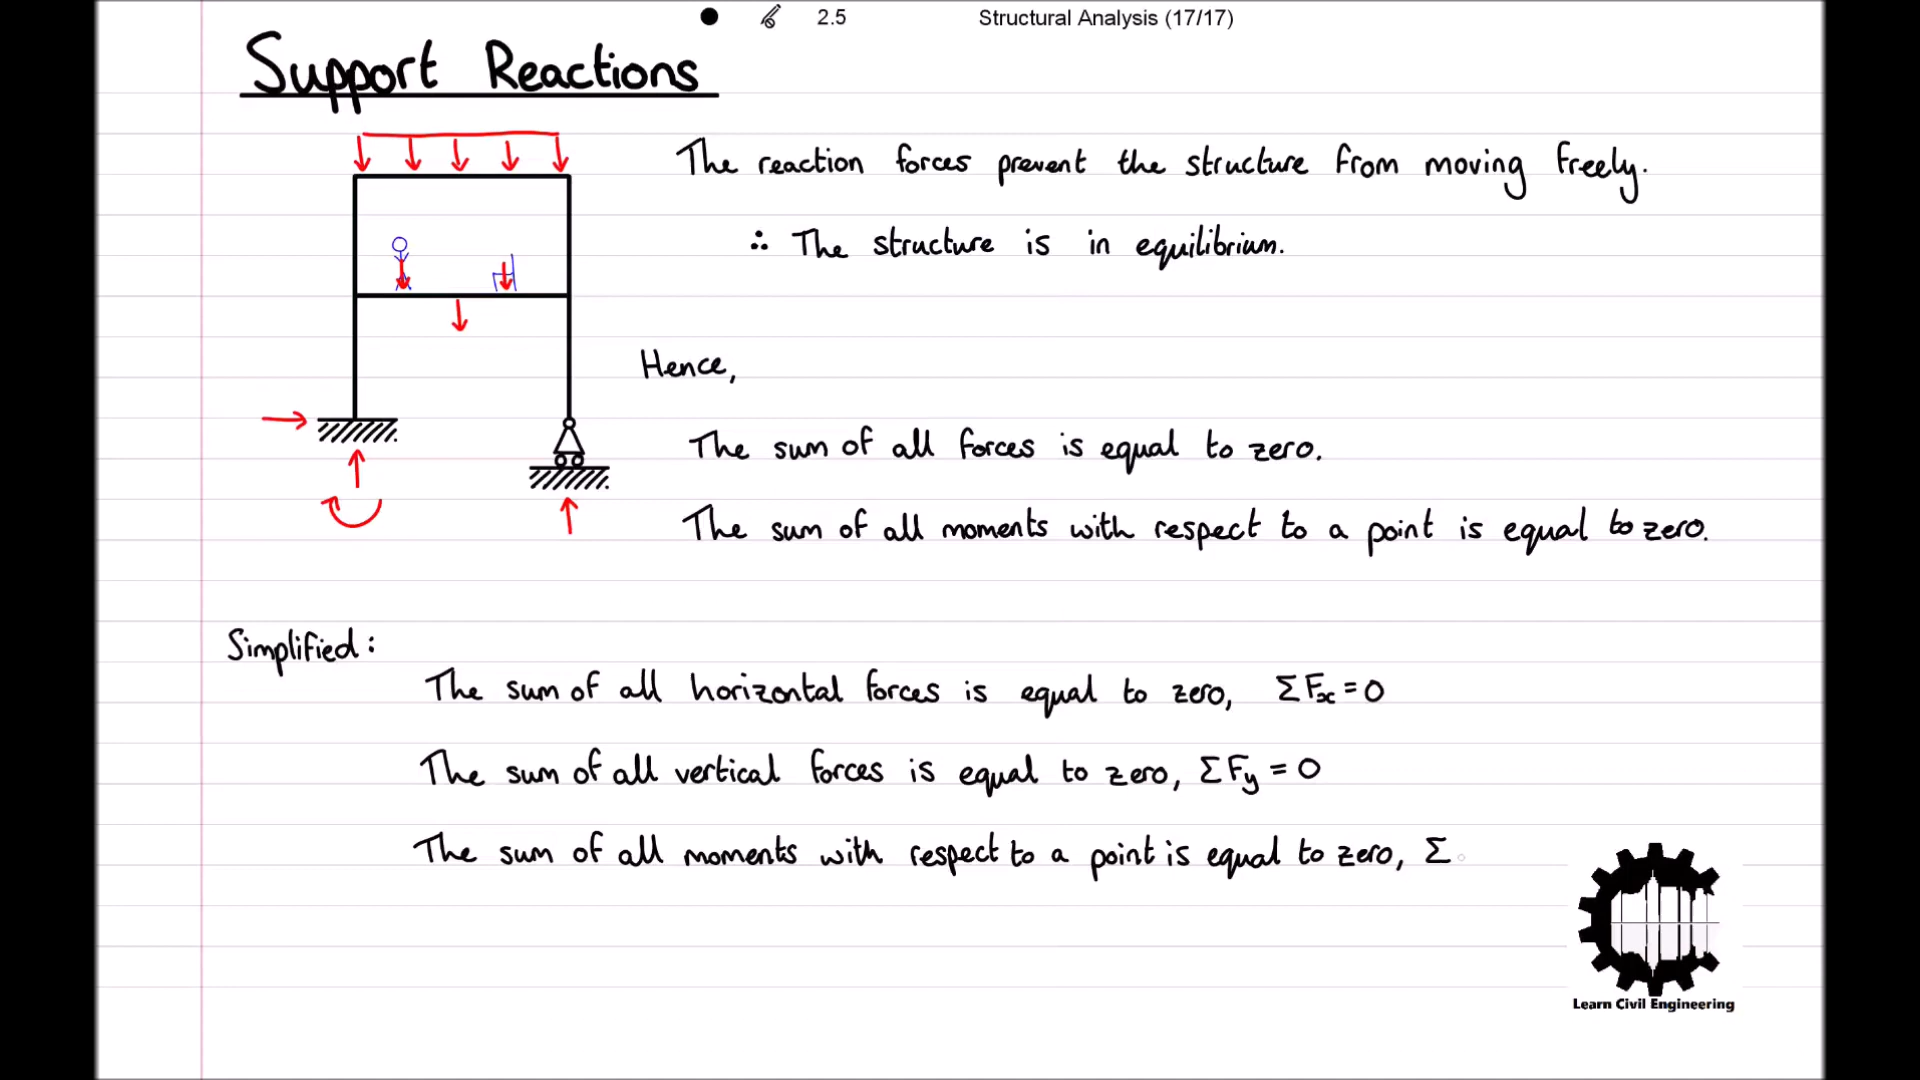 2.5 Structural Analysis (17/17)
Support Reactions
The reaction forces prevent the structure from moving freely.
∴ The structure is in equilibrium.
Hence,
The sum of all forces is equal to zero.
The sum of all moments with respect to a point is equal to zero.
Simplified:
The sum of all horizontal forces is equal to zero, ΣFx = 0
The sum of all vertical forces is equal to zero, ΣFy = 0
The sum of all moments with respect to a point is equal to zero, Σ
Learn Civil Engineering